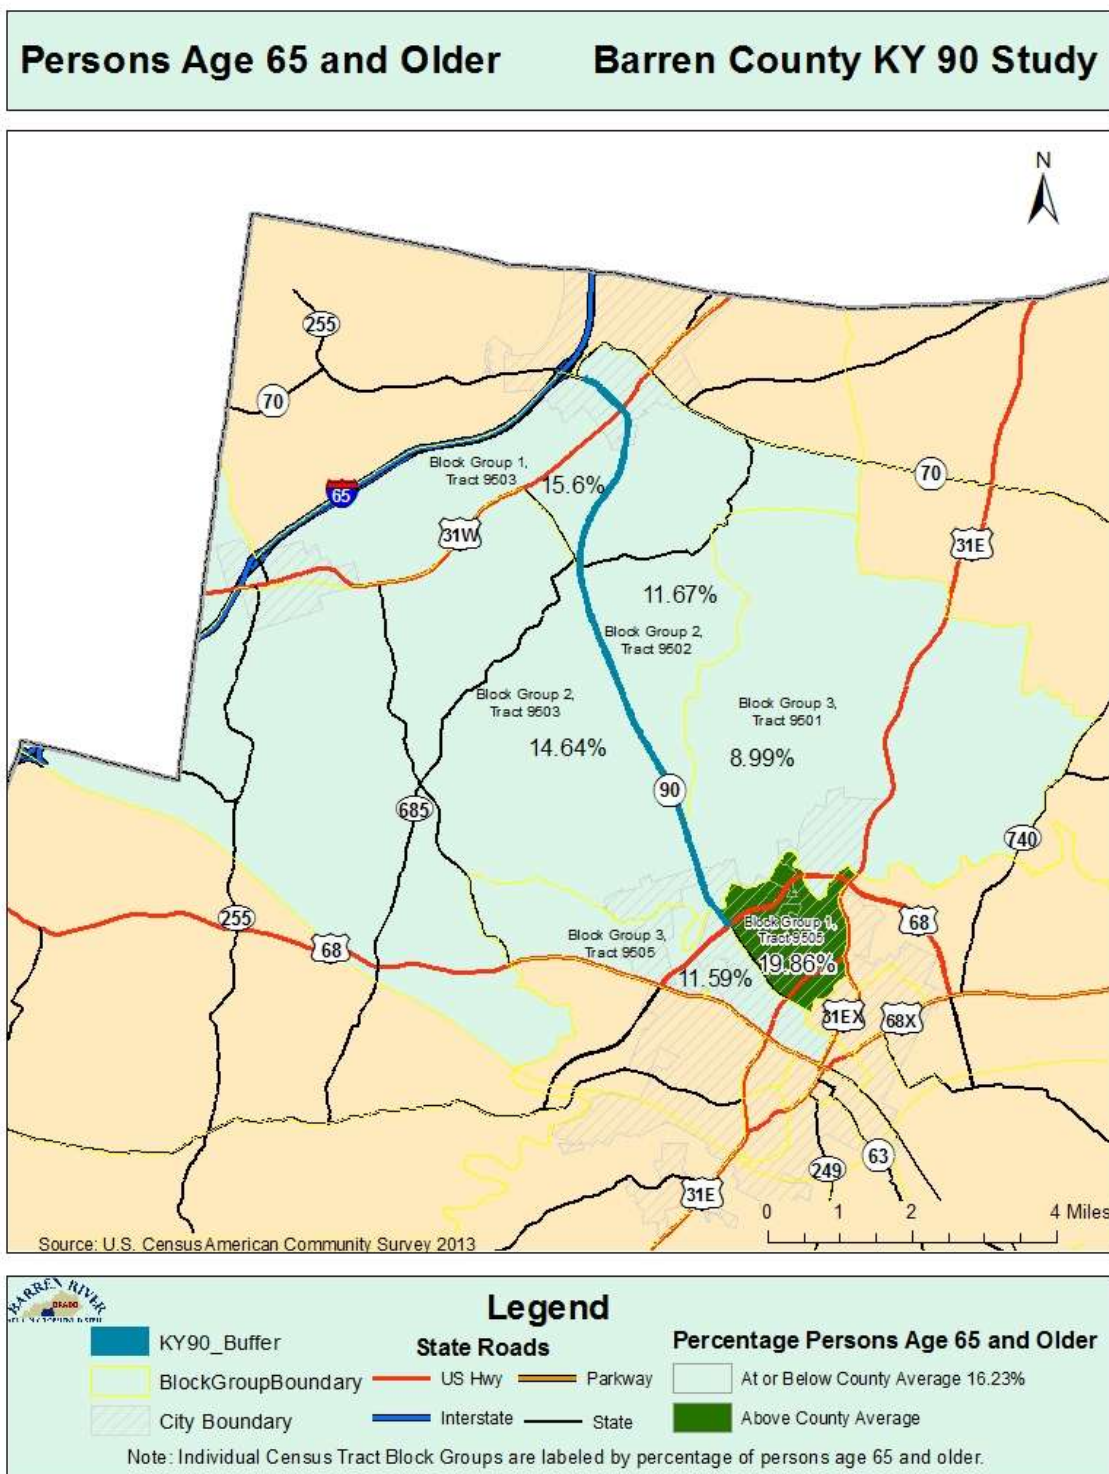 Persons Age 65 and Older Barren County KY 90 Study
N
255
70
Block Group 1,
Tract 9503
15.6%
65
31W
70
31E
11.67%
Block Group 2,
Tract 9502
Block Group 2,
Tract 9503
14.64%
Block Group 3,
Tract 9501
8.99%
90
685
740
255
68
Block Group 3,
Tract 9505
11.59%
Block Group 1,
Tract 9505
19.86%
68
31EX
68X
249
63
31E
0 1 2 4 Miles
Source: U.S. Census American Community Survey 2013
BARREN RIVER
Legend
KY90_Buffer
BlockGroupBoundary
City Boundary
State Roads
US Hwy
Parkway
Interstate
State
Percentage Persons Age 65 and Older
At or Below County Average 16.23%
Above County Average
Note: Individual Census Tract Block Groups are labeled by percentage of persons age 65 and older.